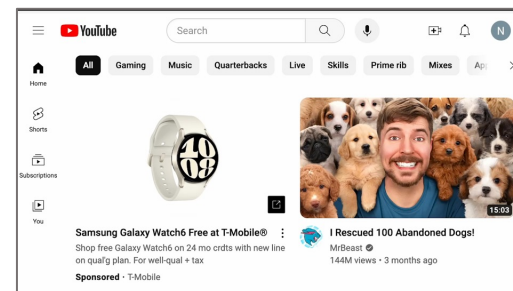 YouTube
Search
N
All Gaming Music Quarterbacks Live Skills Prime rib Mixes
Home
Shorts
Subscriptions
You
10
08
15:03
Samsung Galaxy Watch6 Free at T-Mobile®
Shop free Galaxy Watch6 on 24 mo crdts with new line
on qual'g plan. For well-qual + tax
Sponsored · T-Mobile
I Rescued 100 Abandoned Dogs!
MrBeast
144M views · 3 months ago